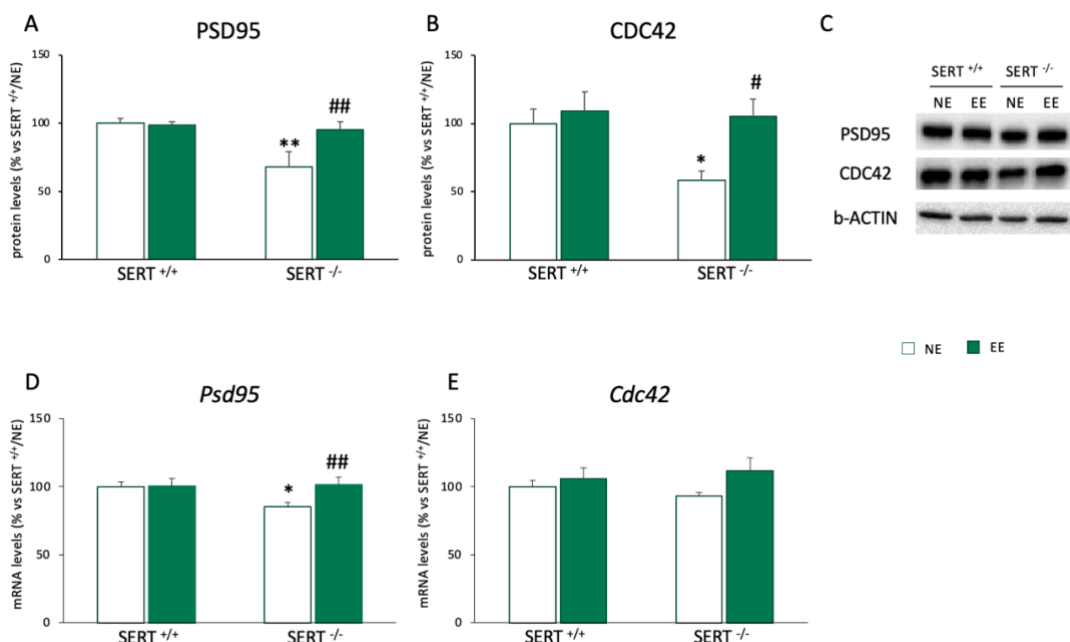 A
PSD95
protein levels (% vs SERT +/+/NE)
150
100
50
0
**
##
SERT +/+
SERT -/-
B
CDC42
protein levels (% vs SERT +/+/NE)
150
100
50
0
*
#
SERT +/+
SERT -/-
C
SERT +/+ SERT -/-
NE EE NE EE
PSD95
CDC42
b-ACTIN
NE EE
D
Psd95
mRNA levels (% vs SERT +/+/NE)
150
100
50
0
*
##
SERT +/+
SERT -/-
E
Cdc42
mRNA levels (% vs SERT +/+/NE)
150
100
50
0
SERT +/+
SERT -/-